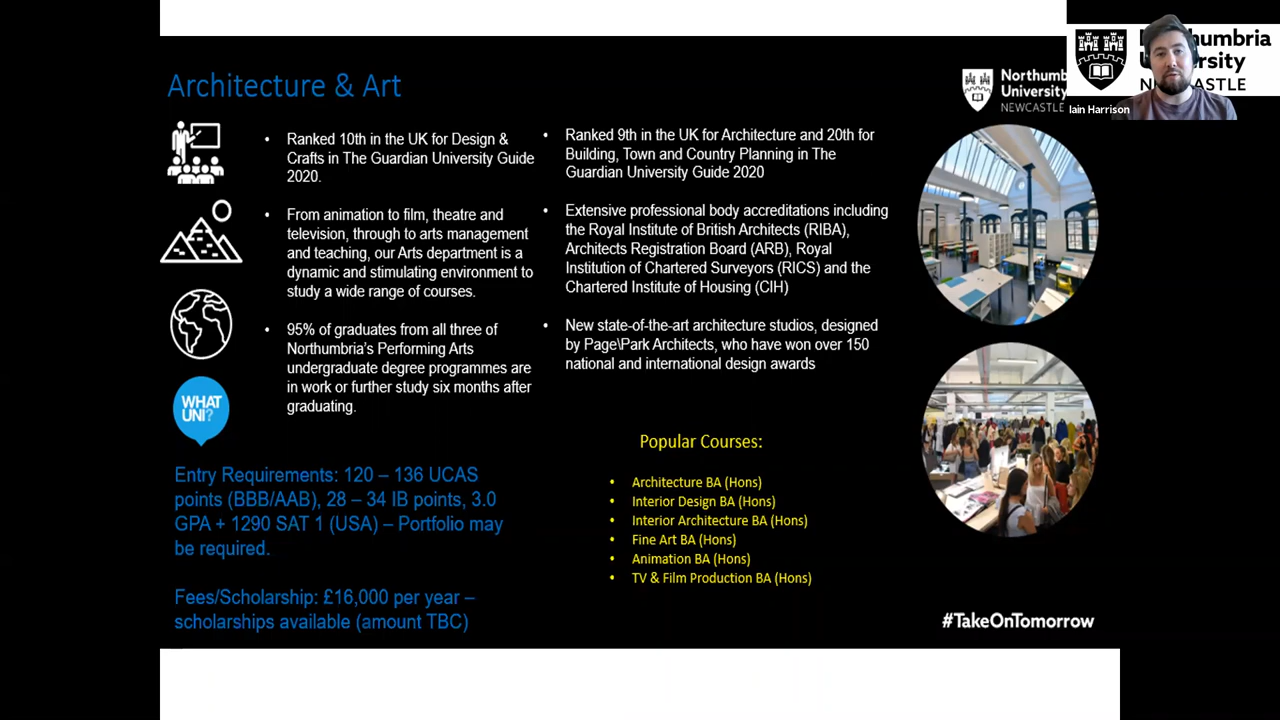 Architecture & Art
Ranked 10th in the UK for Design &
Crafts in The Guardian University Guide
2020.
From animation to film, theatre and
television, through to arts management
and teaching, our Arts department is a
dynamic and stimulating environment to
study a wide range of courses.
95% of graduates from all three of
Northumbria's Performing Arts
undergraduate degree programmes are
in work or further study six months after
graduating.
WHAT
UNI?
Entry Requirements: 120 – 136 UCAS
points (BBB/AAB), 28 – 34 IB points, 3.0
GPA + 1290 SAT 1 (USA) – Portfolio may
be required.
Fees/Scholarship: £16,000 per year –
scholarships available (amount TBC)
Ranked 9th in the UK for Architecture and 20th for
Building, Town and Country Planning in The
Guardian University Guide 2020
Extensive professional body accreditations including
the Royal Institute of British Architects (RIBA),
Architects Registration Board (ARB), Royal
Institution of Chartered Surveyors (RICS) and the
Chartered Institute of Housing (CIH)
New state-of-the-art architecture studios, designed
by Page\Park Architects, who have won over 150
national and international design awards
Popular Courses:
Architecture BA (Hons)
Interior Design BA (Hons)
Interior Architecture BA (Hons)
Fine Art BA (Hons)
Animation BA (Hons)
TV & Film Production BA (Hons)
University
NEWCASTLE
Iain Harrison
#TakeOnTomorrow